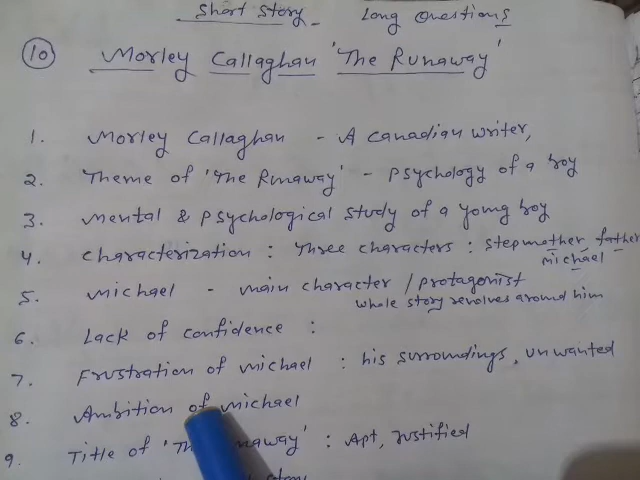 Short Story - Long Questions
10 Morley Callaghan 'The Runaway'
1. Morley Callaghan - A Canadian writer,
2. Theme of 'The Runaway' - psychology of a boy
3. Mental & psychological study of a young boy
4. Characterization : Three characters : stepmother, father
michael
5. Michael - main character / protagonist
whole story revolves around him
6. Lack of confidence :
7. Frustration of michael : his surroundings, unwanted
8. Ambition of michael
9. Title of : Apt, Justified